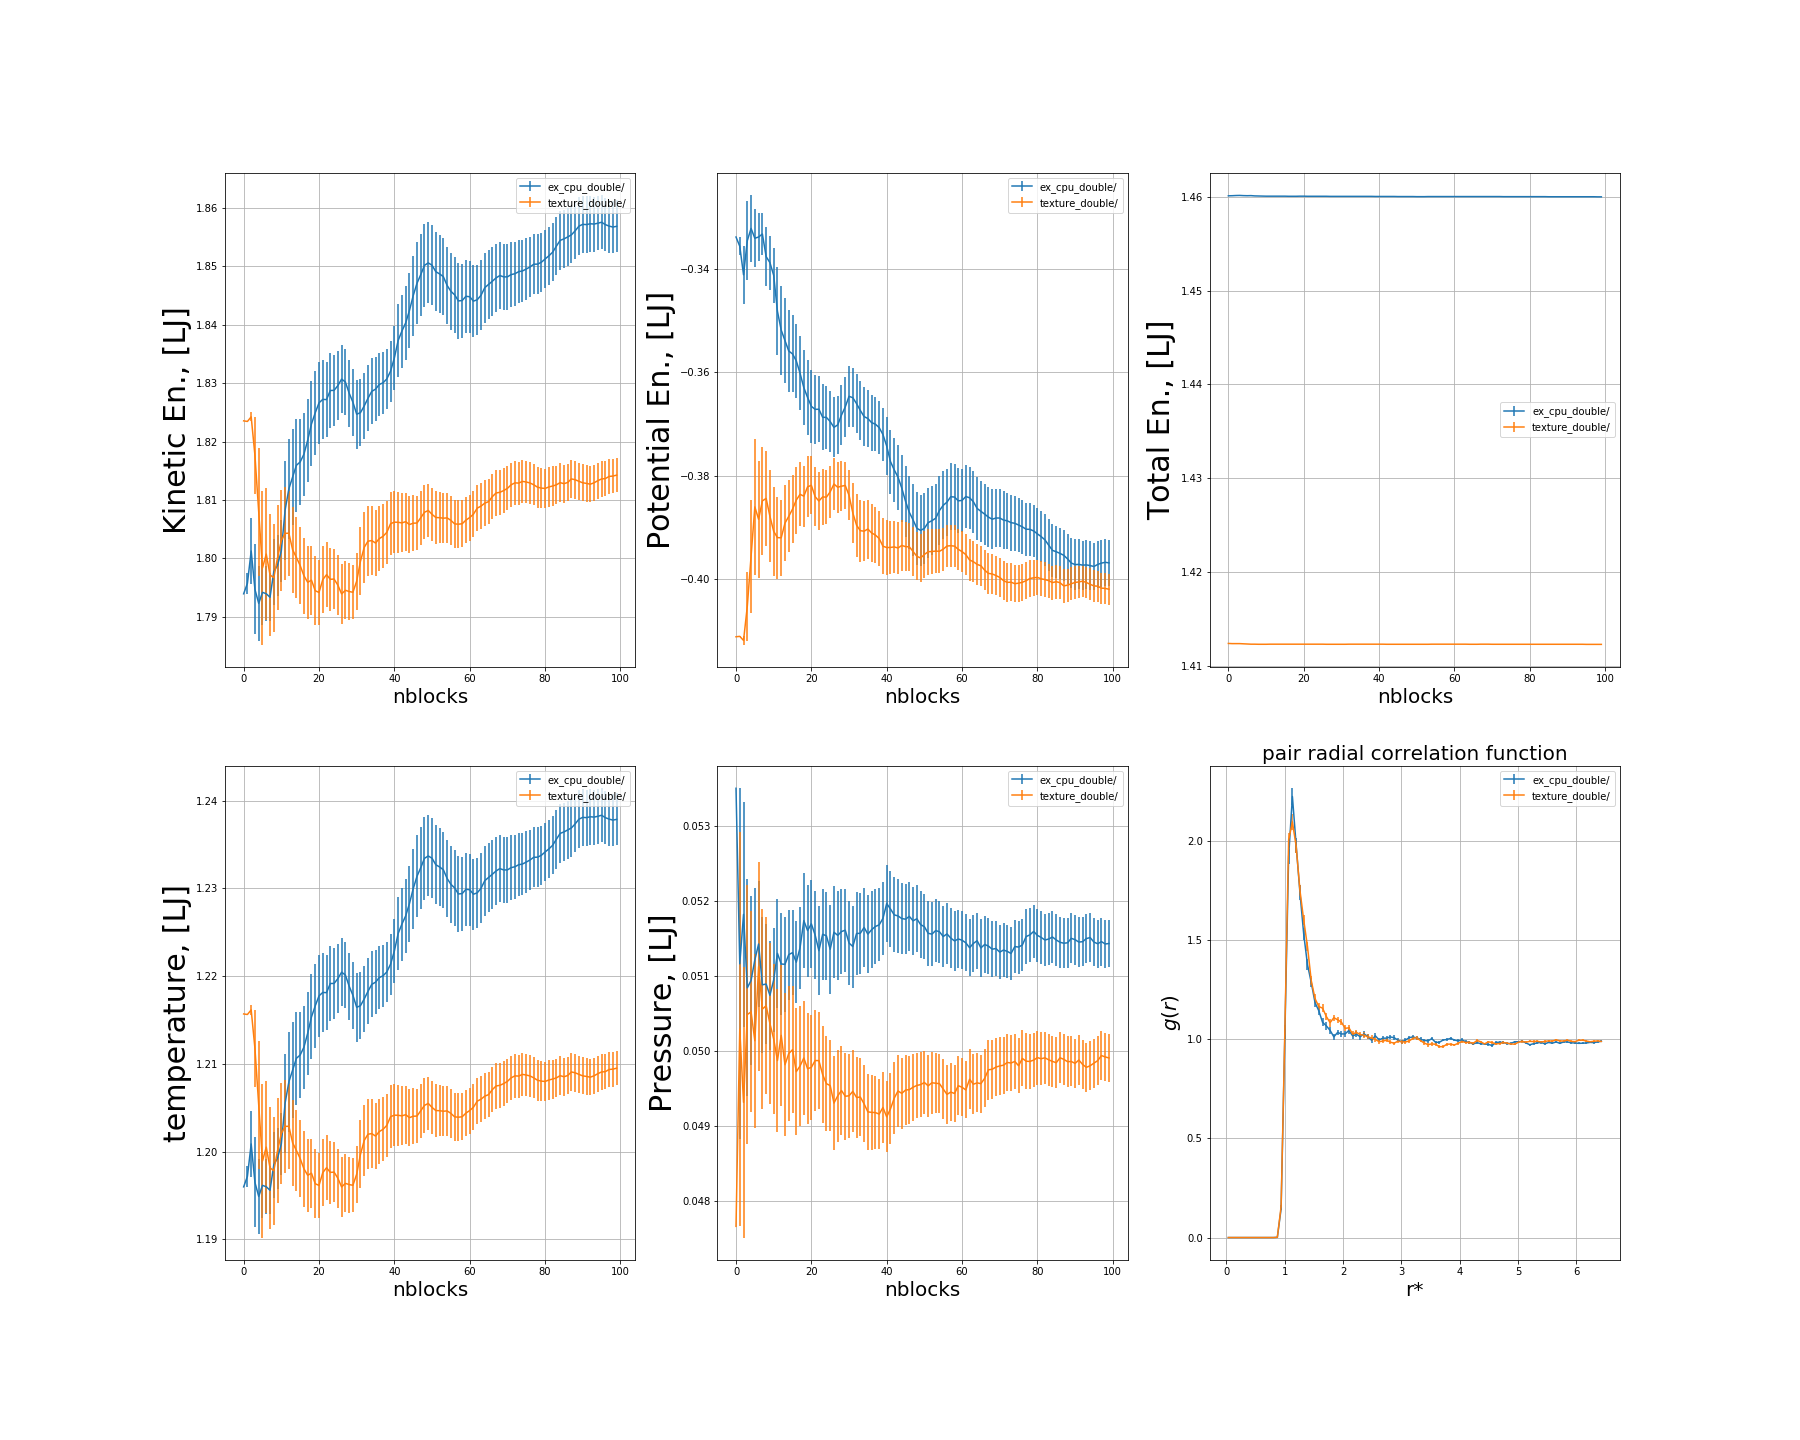 Kinetic En., [LJ]
1.86
1.85
1.84
1.83
1.82
1.81
1.80
1.79
ex_cpu_double/
texture_double/
0 20 40 60 80 100
nblocks
Potential En., [LJ]
−0.34
−0.36
−0.38
−0.40
ex_cpu_double/
texture_double/
0 20 40 60 80 100
nblocks
Total En., [LJ]
1.46
1.45
1.44
1.43
1.42
1.41
ex_cpu_double/
texture_double/
0 20 40 60 80 100
nblocks
temperature, [LJ]
1.24
1.23
1.22
1.21
1.20
1.19
ex_cpu_double/
texture_double/
0 20 40 60 80 100
nblocks
Pressure, [LJ]
0.053
0.052
0.051
0.050
0.049
0.048
ex_cpu_double/
texture_double/
0 20 40 60 80 100
nblocks
pair radial correlation function
g(r)
2.0
1.5
1.0
0.5
0.0
ex_cpu_double/
texture_double/
0 1 2 3 4 5 6
r*